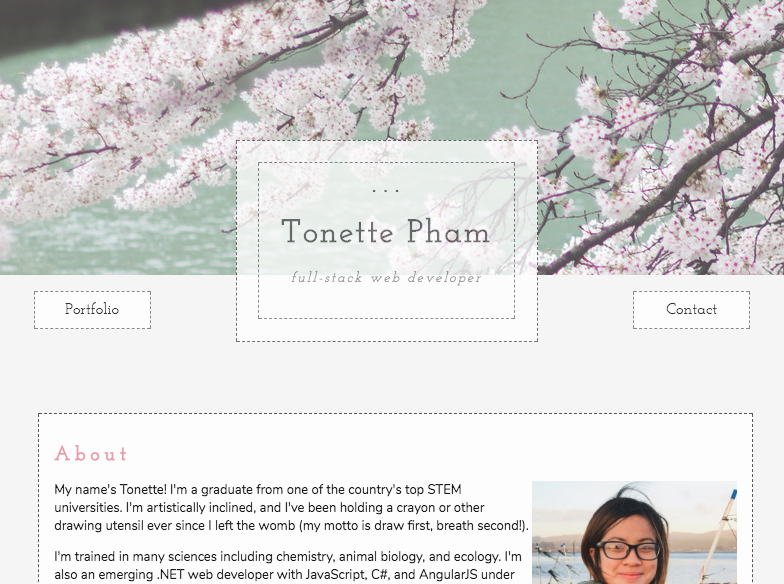 ...
Tonette Pham
full-stack web developer
Portfolio
Contact
About
My name's Tonette! I'm a graduate from one of the country's top STEM
universities. I'm artistically inclined, and I've been holding a crayon or other
drawing utensil ever since I left the womb (my motto is draw first, breath second!).
I'm trained in many sciences including chemistry, animal biology, and ecology. I'm
also an emerging .NET web developer with JavaScript, C#, and AngularJS under